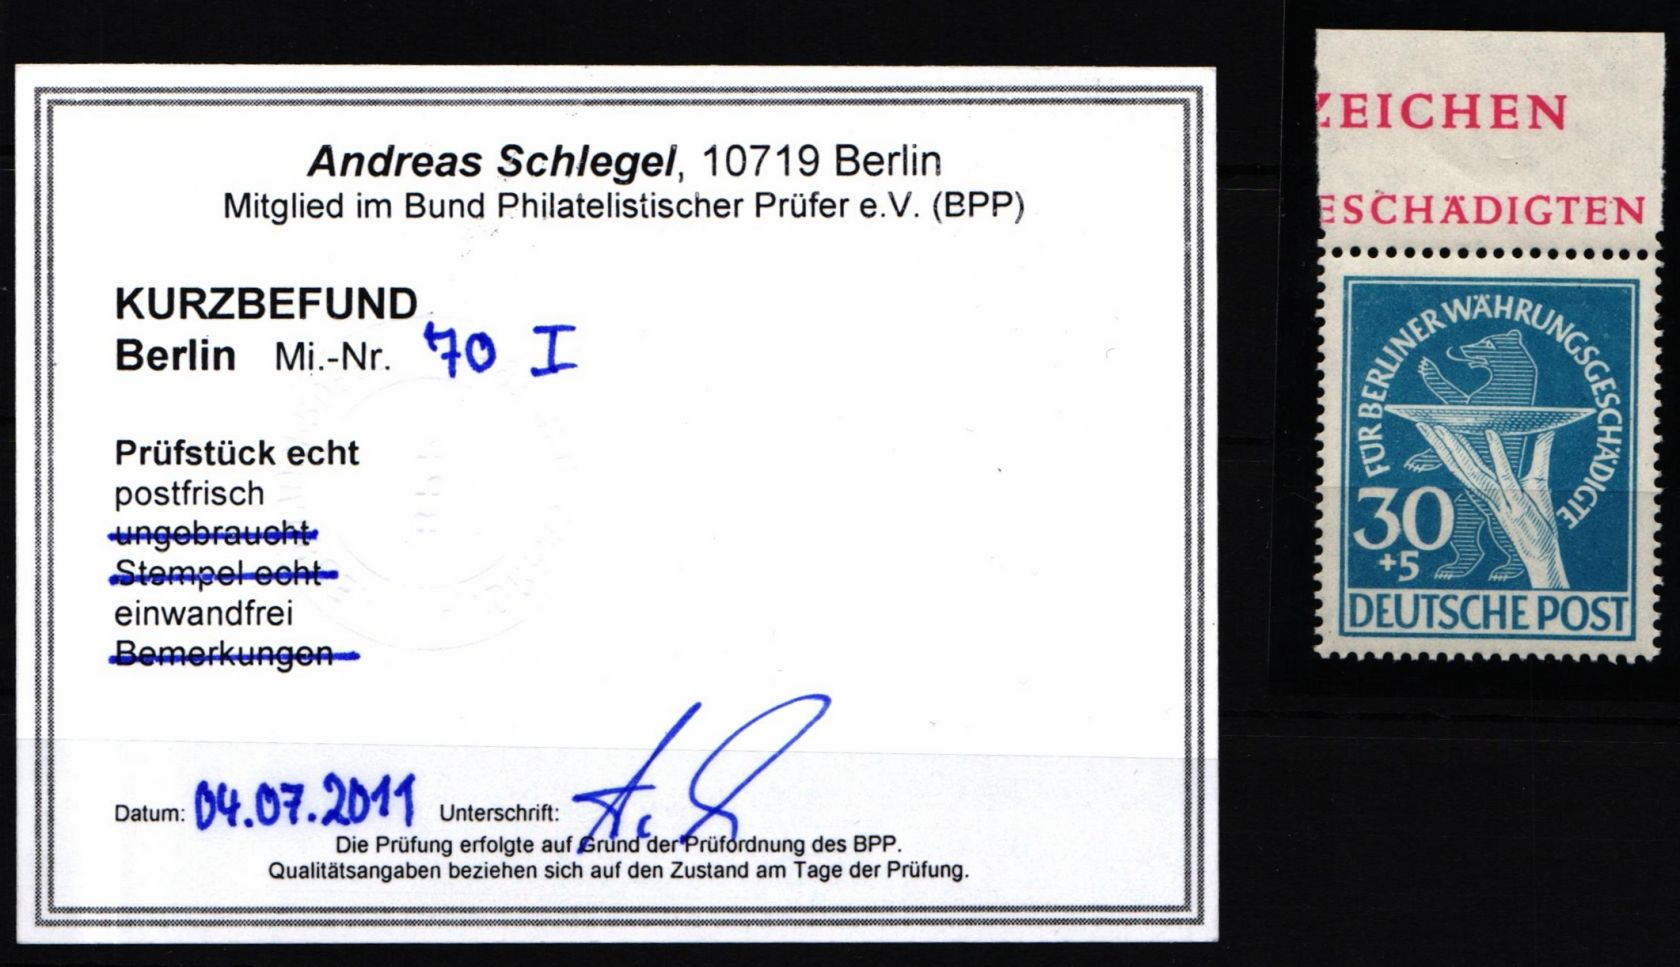 Andreas Schlegel, 10719 Berlin
Mitglied im Bund Philatelistischer Prüfer e.V. (BPP)
KURZBEFUND
Berlin Mi.-Nr. 70 I
Prüfstück echt
postfrisch
ungebraucht
Stempel echt
einwandfrei
Bemerkungen
Datum: 04.07.2011 Unterschrift:
Die Prüfung erfolgte auf Grund der Prüfordnung des BPP.
Qualitätsangaben beziehen sich auf den Zustand am Tage der Prüfung.
ZEICHEN
ESCHÄDIGTEN
FÜR BERLINER WÄHRUNGSGESCHÄDIGTE
30
+5
DEUTSCHE POST